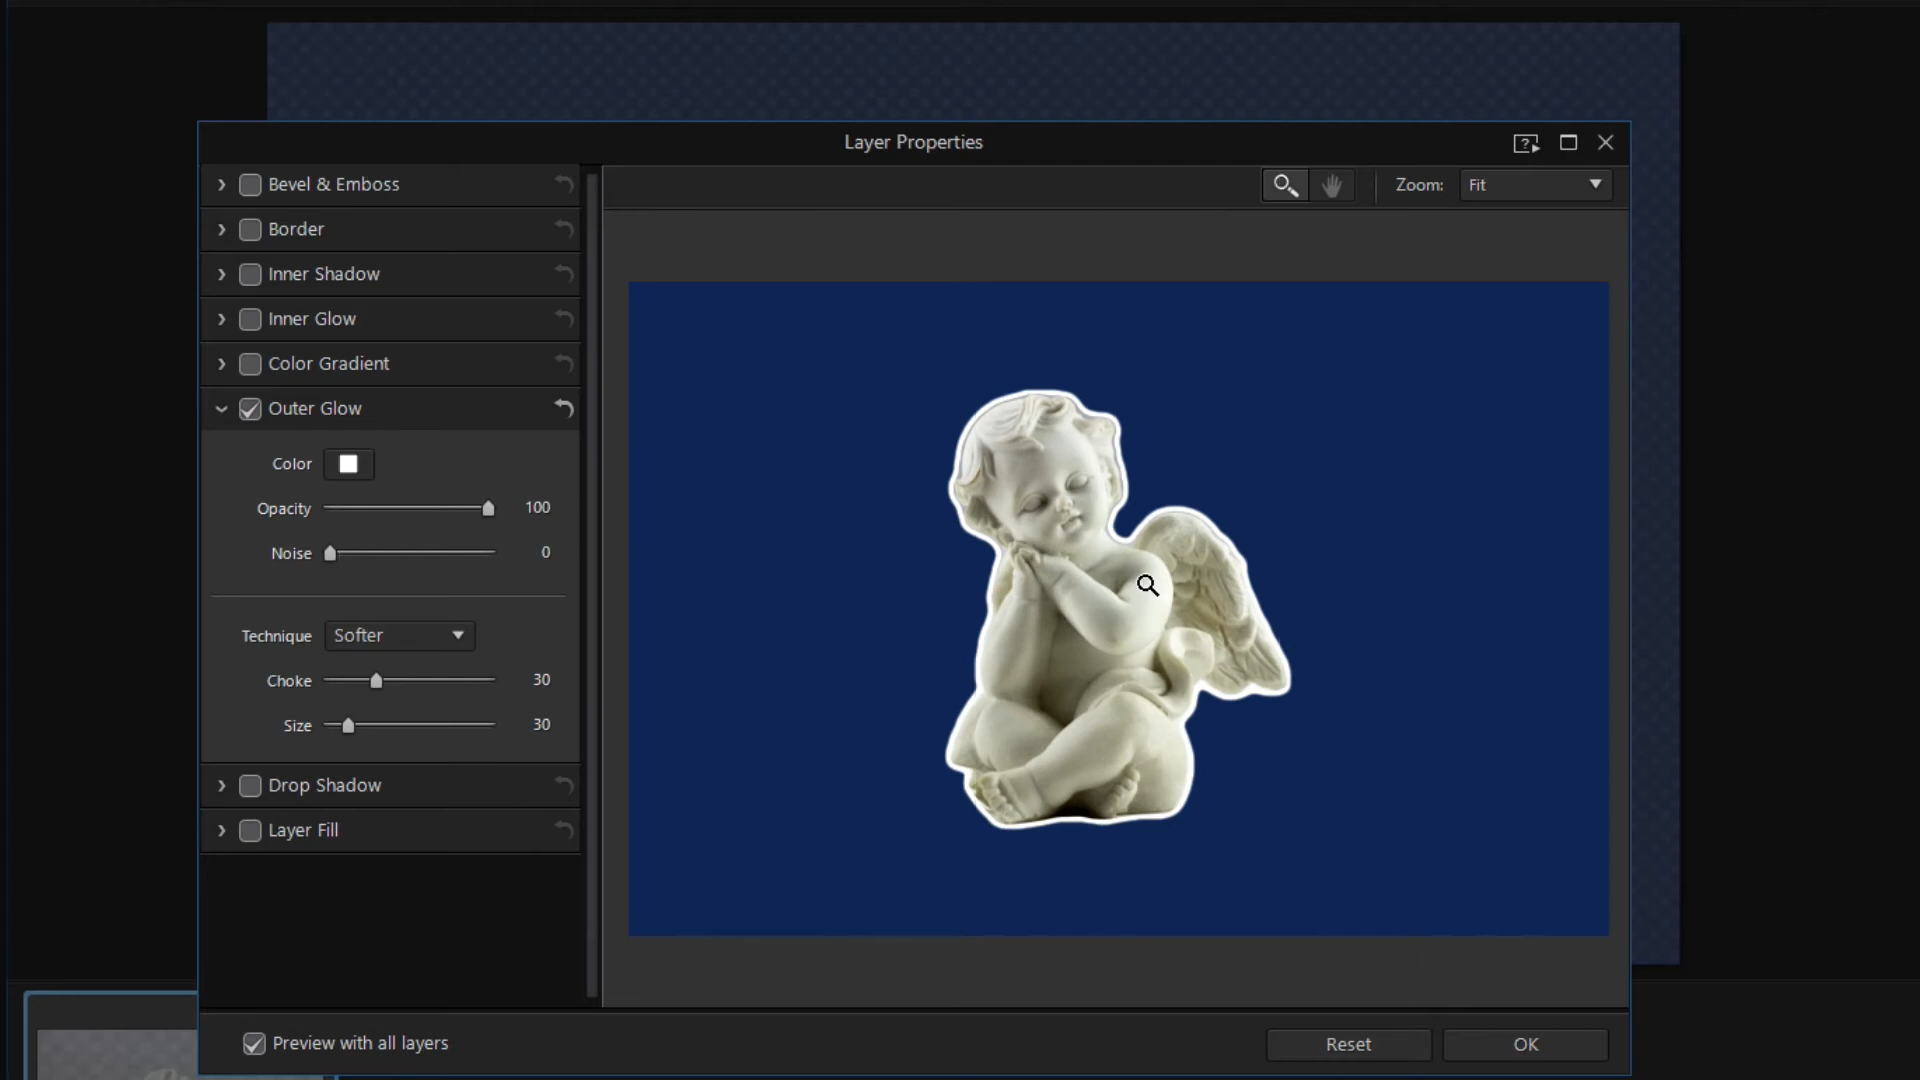 Layer Properties
Bevel & Emboss
Zoom: Fit
Border
Inner Shadow
Inner Glow
Color Gradient
Outer Glow
Color
Opacity 100
Noise 0
Technique Softer
Choke 30
Size 30
Drop Shadow
Layer Fill
Preview with all layers
Reset OK